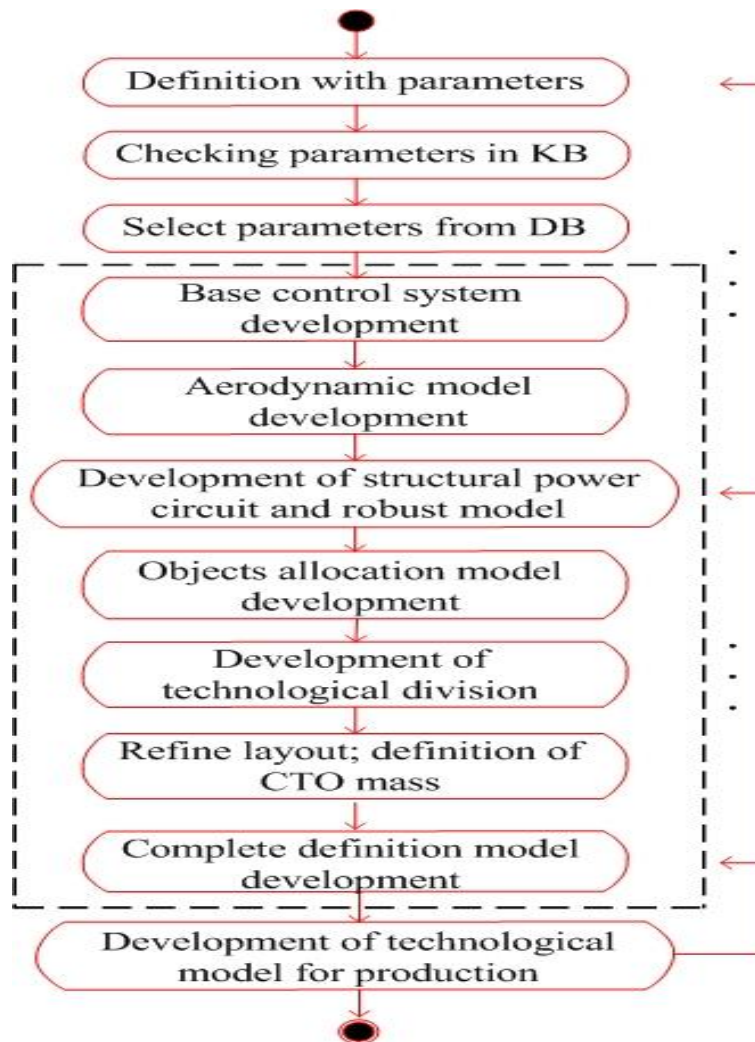 Definition with parameters
Checking parameters in KB
Select parameters from DB
Base control system
development
Aerodynamic model
development
Development of structural power
circuit and robust model
Objects allocation model
development
Development of
technological division
Refine layout; definition of
CTO mass
Complete definition model
development
Development of technological
model for production